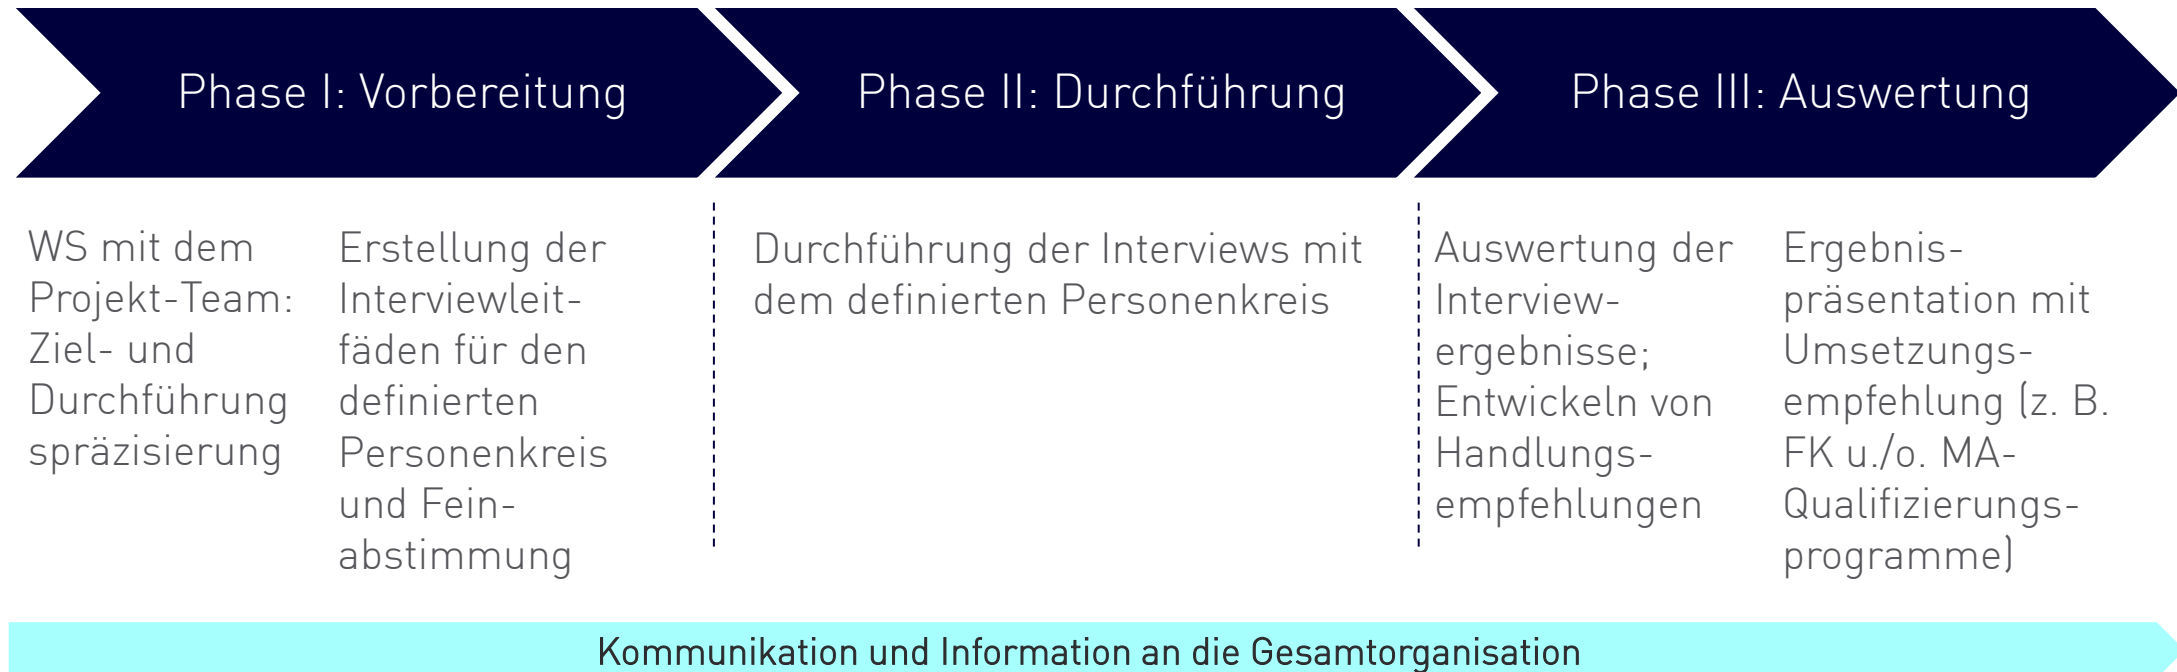 Phase I: Vorbereitung
Phase II: Durchführung
Phase III: Auswertung
WS mit dem
Projekt-Team:
Ziel- und
Durchführung
spräzisierung
Erstellung der
Interviewleit-
fäden für den
definierten
Personenkreis
und Fein-
abstimmung
Durchführung der Interviews mit
dem definierten Personenkreis
Auswertung der
Interview-
ergebnisse;
Entwickeln von
Handlungs-
empfehlungen
Ergebnis-
präsentation mit
Umsetzungs-
empfehlung (z. B.
FK u./o. MA-
Qualifizierungs-
programme)
Kommunikation und Information an die Gesamtorganisation